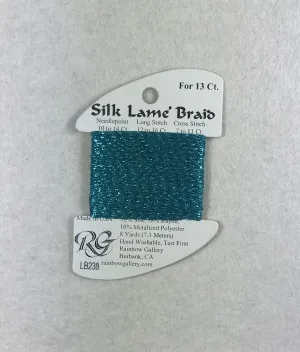 For 13 Ct.
Silk Lamé Braid
Needlepoint Long Stitch Cross Stitch
10 to 14 Ct. 12 to 16 Ct. 7 to 11 Ct.
Made in
10% Metalized Polyester
8 Yards (7.3 Meters)
Hand Washable, Test First
Rainbow Gallery
Burbank, CA
RG
LB238
rainbowgallery.com